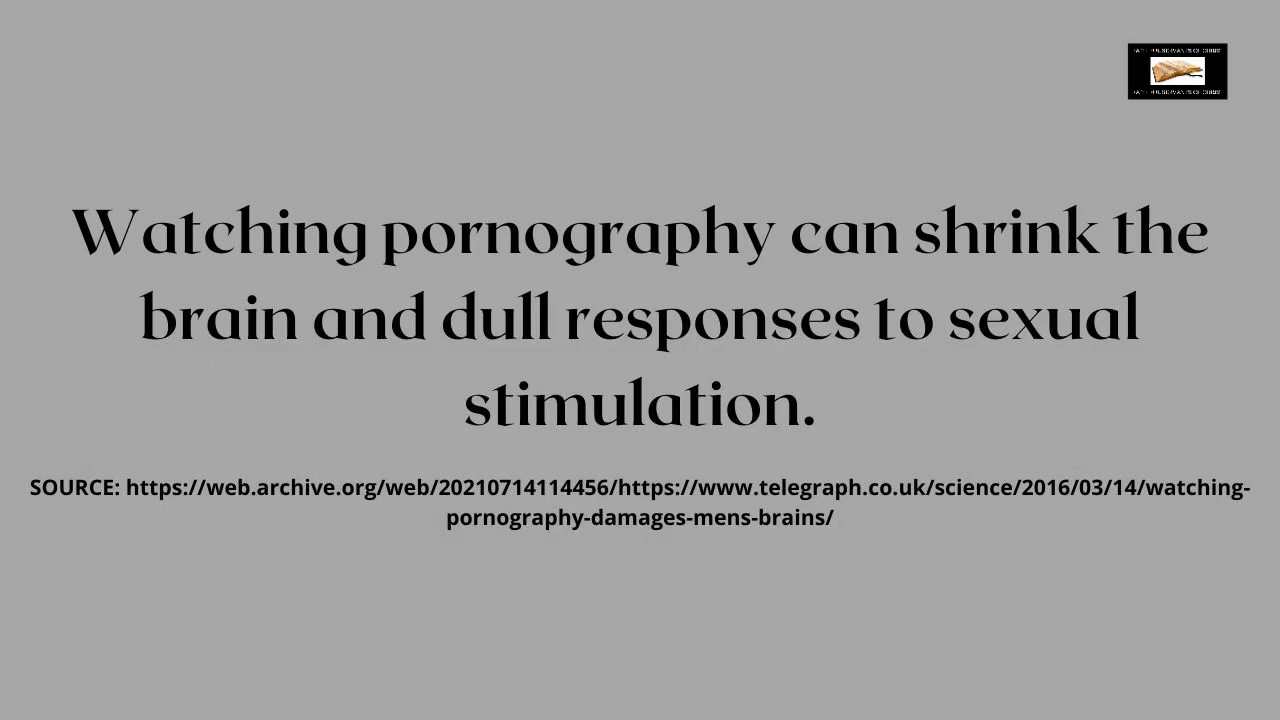 Watching pornography can shrink the
brain and dull responses to sexual
stimulation.
SOURCE: https://web.archive.org/web/20210714114456/https://www.telegraph.co.uk/science/2016/03/14/watching-
pornography-damages-mens-brains/